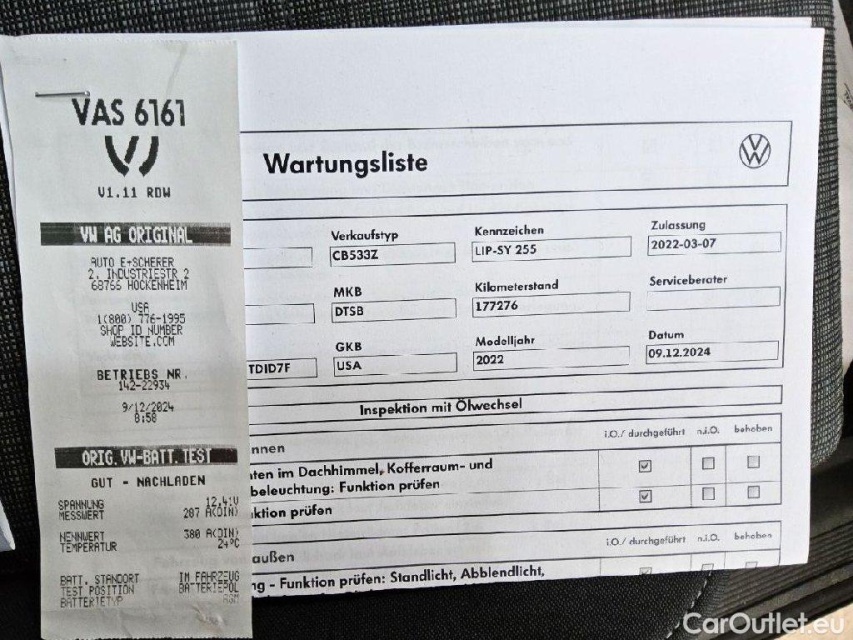 VAS 6161
V1.11 RDW
VW AG ORIGINAL
AUTO E+SCHERER
2. INDUSTRIESTR 2
68766 HOCKENHEIM
USA
1(800) 776-1995
SHOP ID NUMBER
WEBSITE.COM
BETRIEBS NR.
142-22934
9/12/2024
8:58
ORIG.VW-BATT.TEST
GUT - NACHLADEN
SPANNUNG 12.4:V
MESSWERT 287 A(DIN)
NENNWERT 380 A(DIN)
TEMPERATUR 24°C
BATT. STANDORT IM FAHRZEUG
TEST POSITION BATTERIEPOL
BATTERIETYP AGM
Wartungsliste
Verkaufstyp Kennzeichen Zulassung
CB533Z LIP-SY 255 2022-03-07
MKB Kilometerstand Serviceberater
DTSB 177276
GKB Modelljahr Datum
TDID7F USA 2022 09.12.2024
Inspektion mit Ölwechsel
nnen i.O./ durchgeführt n.i.O. behoben
ten im Dachhimmel, Kofferraum- und
beleuchtung: Funktion prüfen
ktion prüfen
außen i.O./ durchgeführt n.i.O. behoben
ng - Funktion prüfen: Standlicht, Abblendlicht,
CarOutlet.eu